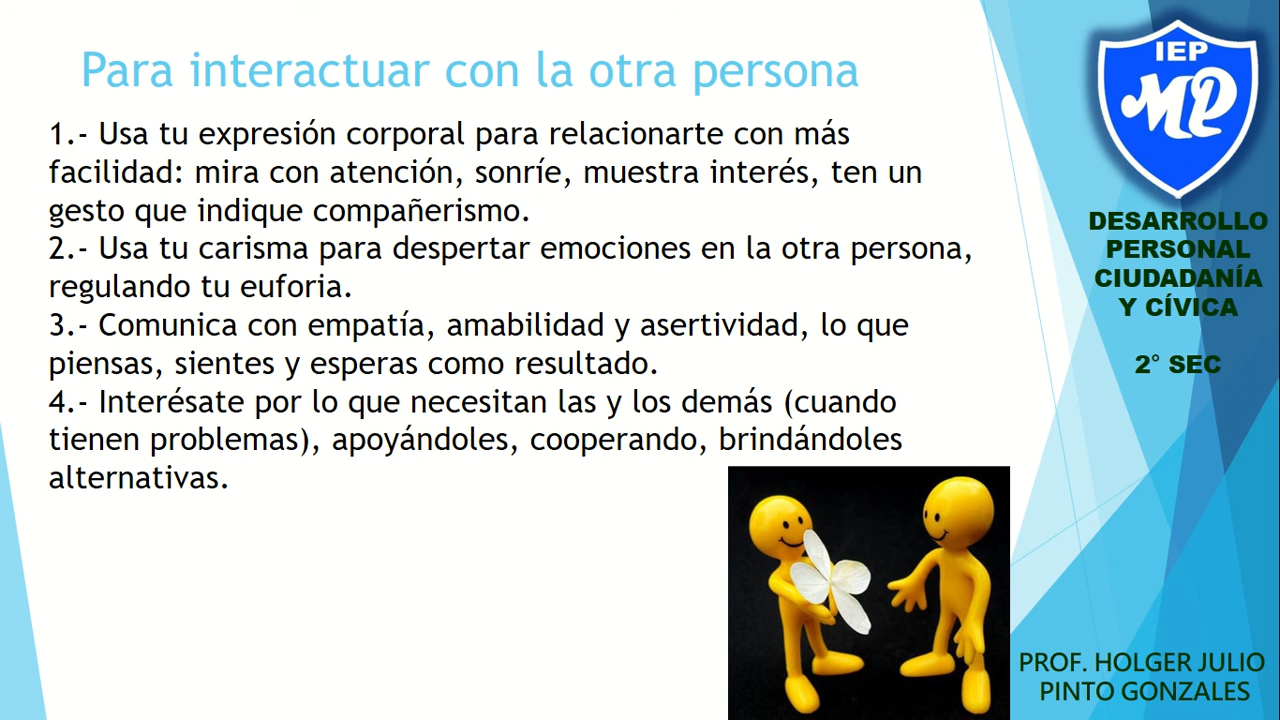 Para interactuar con la otra persona
1.- Usa tu expresión corporal para relacionarte con más
facilidad: mira con atención, sonríe, muestra interés, ten un
gesto que indique compañerismo.
2.- Usa tu carisma para despertar emociones en la otra persona,
regulando tu euforia.
3.- Comunica con empatía, amabilidad y asertividad, lo que
piensas, sientes y esperas como resultado.
4.- Interésate por lo que necesitan las y los demás (cuando
tienen problemas), apoyándoles, cooperando, brindándoles
alternativas.
IEP
MP
DESARROLLO
PERSONAL
CIUDADANÍA
Y CÍVICA
2° SEC
PROF. HOLGER JULIO
PINTO GONZALES